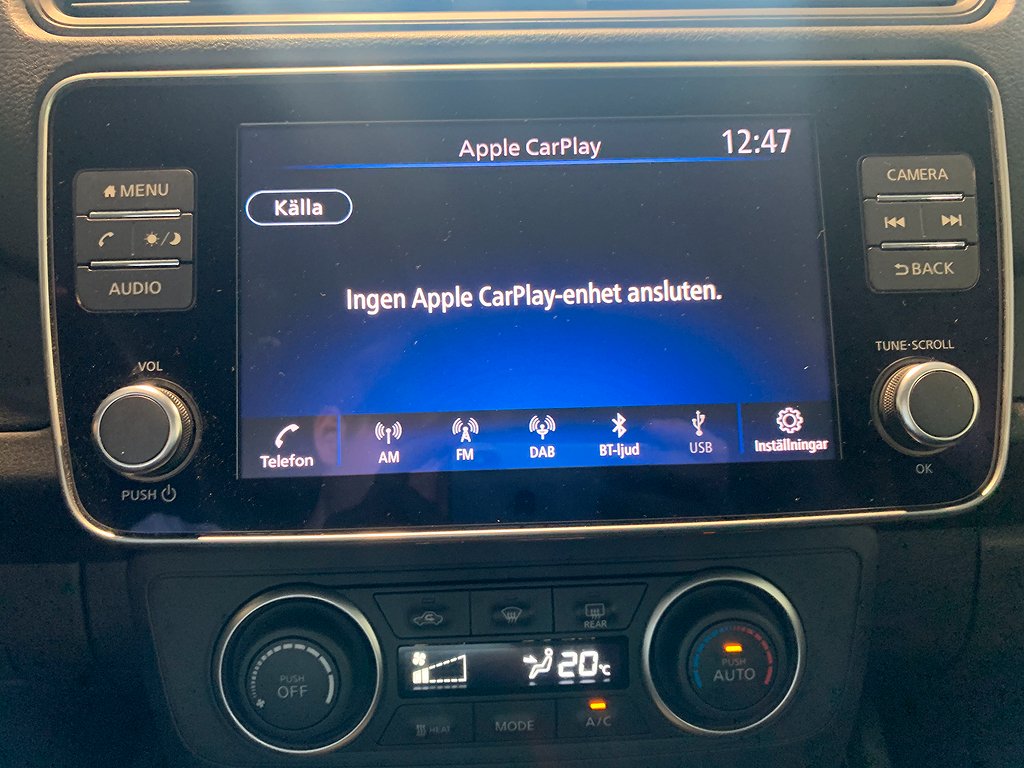 Apple CarPlay
12:47
Källa
Ingen Apple CarPlay-enhet ansluten.
Telefon
AM
FM
DAB
BT-ljud
USB
Inställningar
MENU
AUDIO
VOL
PUSH
CAMERA
BACK
TUNE·SCROLL
OK
REAR
PUSH
OFF
20°C
PUSH
AUTO
HEAT
MODE
A/C